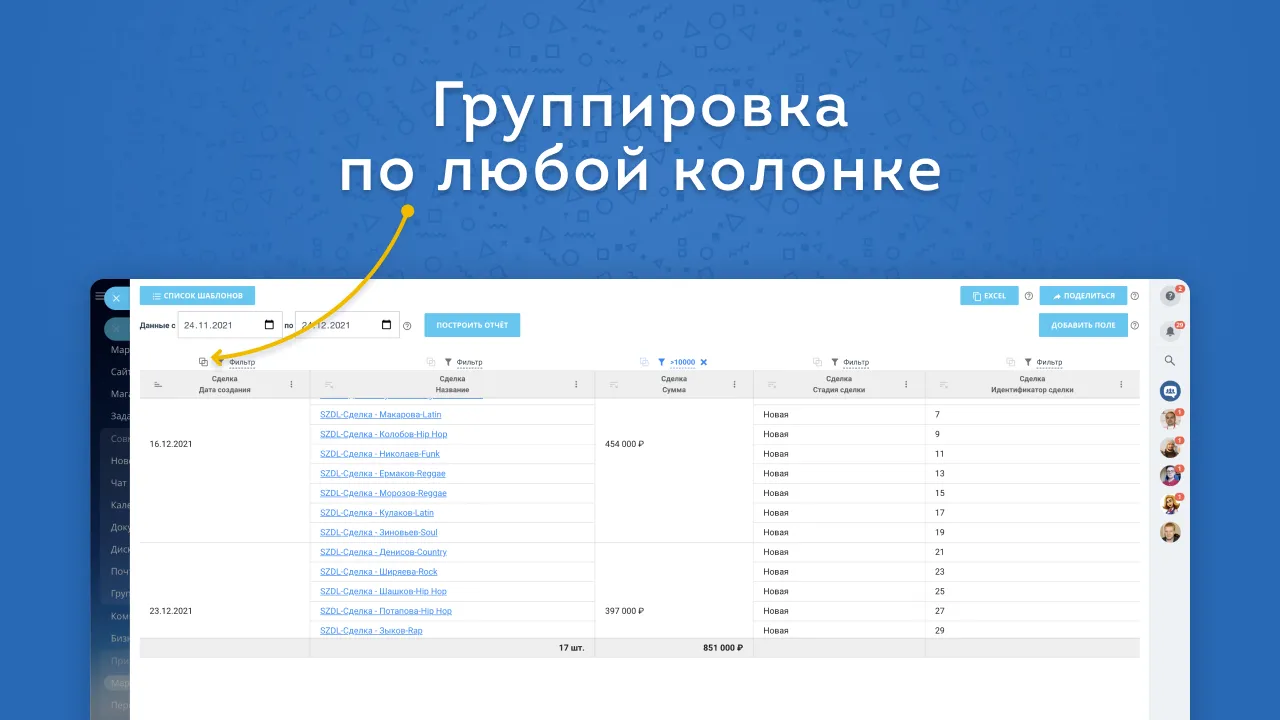 Группировка
по любой колонке
СПИСОК ШАБЛОНОВ
EXCEL
ПОДЕЛИТЬСЯ
2
Данные с 24.11.2021 по 24.12.2021
ПОСТРОИТЬ ОТЧЁТ
ДОБАВИТЬ ПОЛЕ
29
Фильтр Фильтр >10000 Фильтр Фильтр
Сделка Сделка Сделка Сделка Сделка
Дата создания Название Сумма Стадия сделки Идентификатор сделки
SZDL-Сделка - Макарова-Latin Новая 7
SZDL-Сделка - Колобов-Hip Hop Новая 9
16.12.2021 454 000 ₽
SZDL-Сделка - Николаев-Funk Новая 11
SZDL-Сделка - Ермаков-Reggae Новая 13
SZDL-Сделка - Морозов-Reggae Новая 15
SZDL-Сделка - Кулаков-Latin Новая 17
SZDL-Сделка - Зиновьев-Soul Новая 19
SZDL-Сделка - Денисов-Country Новая 21
SZDL-Сделка - Ширяева-Rock Новая 23
SZDL-Сделка - Шашков-Hip Hop Новая 25
23.12.2021 SZDL-Сделка - Потапова-Hip Hop 397 000 ₽ Новая 27
SZDL-Сделка - Зыков-Rap Новая 29
17 шт. 851 000 ₽